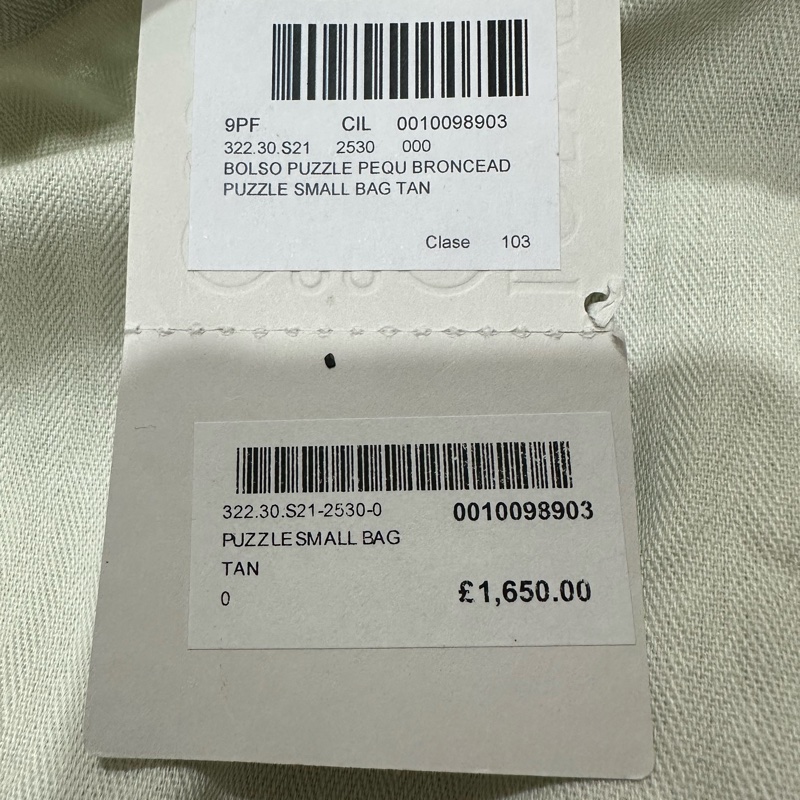 9PF CIL 0010098903
322.30.S21 2530 000
BOLSO PUZZLE PEQU BRONCEAD
PUZZLE SMALL BAG TAN
Clase 103
322.30.S21-2530-0 0010098903
PUZZLE SMALL BAG
TAN
0 £1,650.00